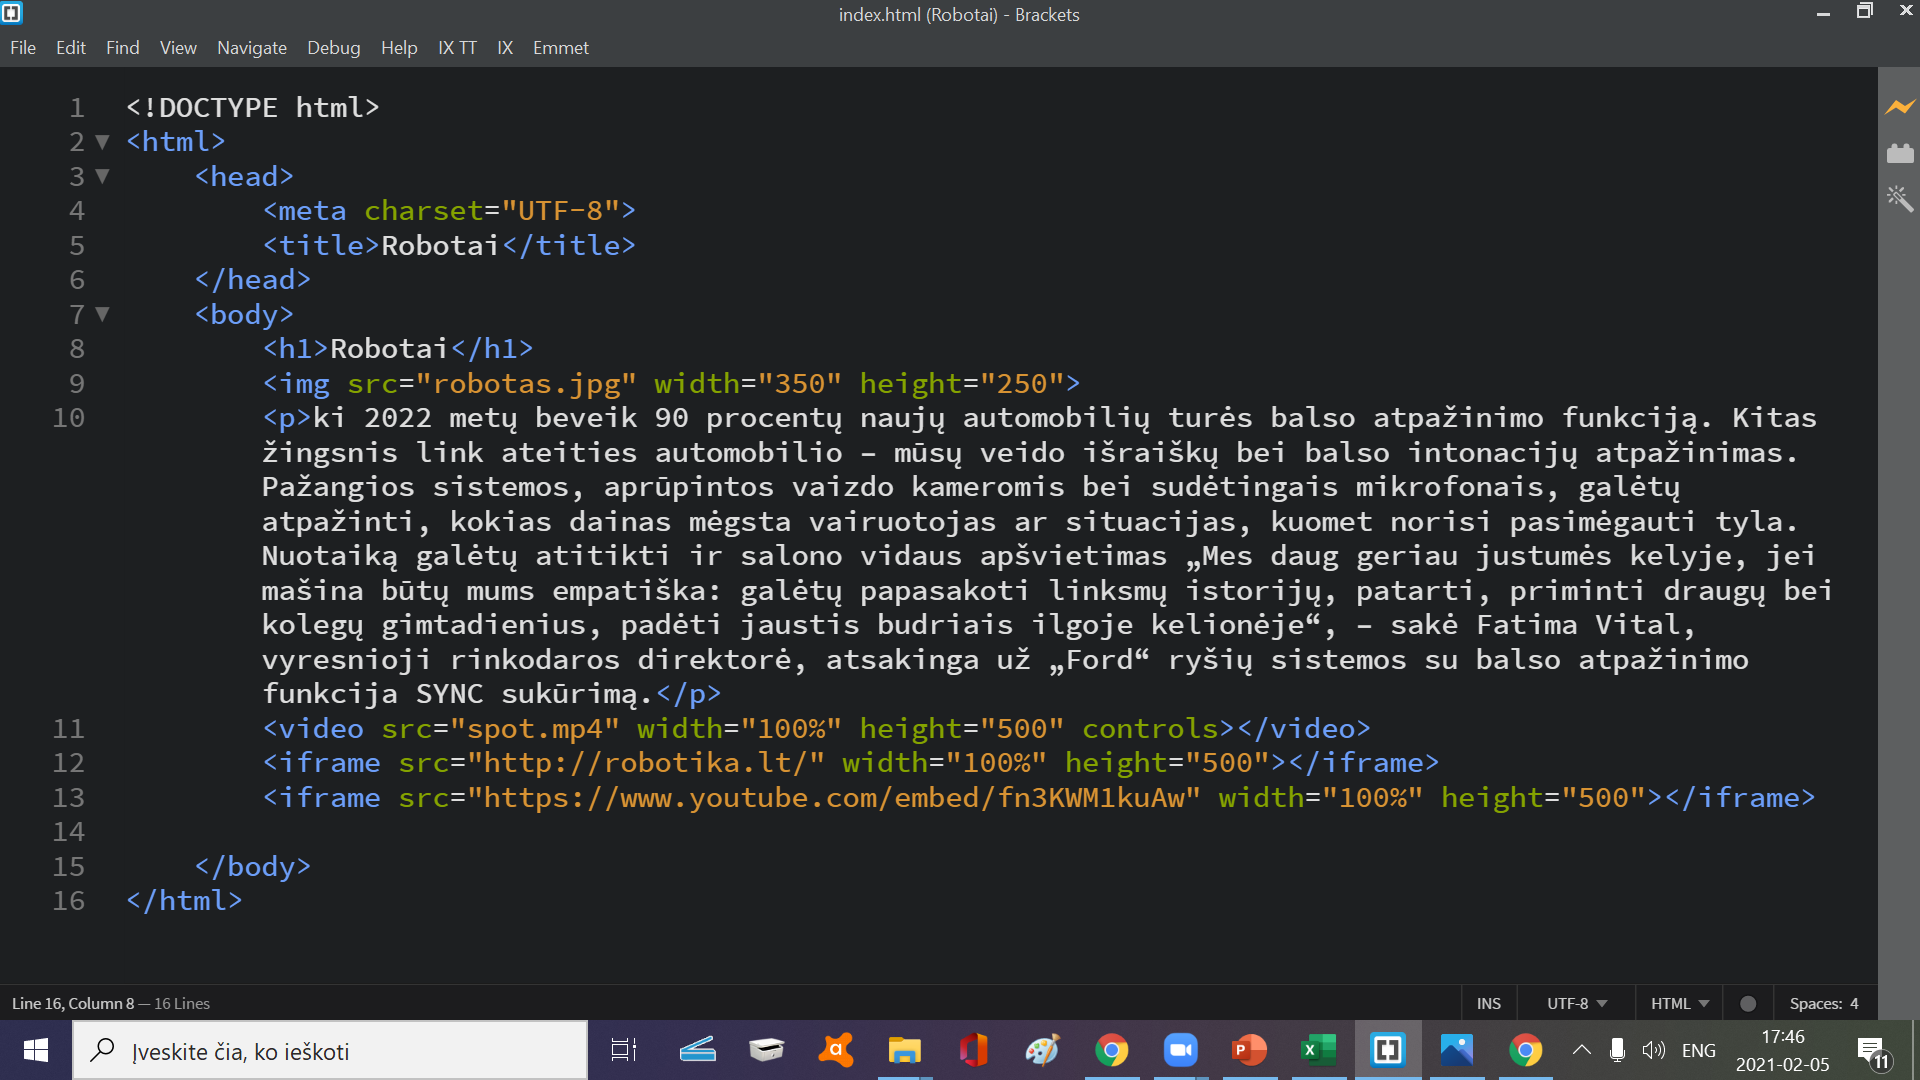 index.html (Robotai) - Brackets
File Edit Find View Navigate Debug Help IX TT IX Emmet
1 <!DOCTYPE html>
2 <html>
3 <head>
4 <meta charset="UTF-8">
5 <title>Robotai</title>
6 </head>
7 <body>
8 <h1>Robotai</h1>
9 <img src="robotas.jpg" width="350" height="250">
10 <p>ki 2022 metų beveik 90 procentų naujų automobilių turės balso atpažinimo funkciją. Kitas
žingsnis link ateities automobilio – mūsų veido išraiškų bei balso intonacijų atpažinimas.
Pažangios sistemos, aprūpintos vaizdo kameromis bei sudėtingais mikrofonais, galėtų
atpažinti, kokias dainas mėgsta vairuotojas ar situacijas, kuomet norisi pasimėgauti tyla.
Nuotaiką galėtų atitikti ir salono vidaus apšvietimas „Mes daug geriau justumės kelyje, jei
mašina būtų mums empatiška: galėtų papasakoti linksmų istorijų, patarti, priminti draugų bei
kolegų gimtadienius, padėti jaustis budriais ilgoje kelionėje“, – sakė Fatima Vital,
vyresnioji rinkodaros direktorė, atsakinga už „Ford“ ryšių sistemos su balso atpažinimo
funkcija SYNC sukūrimą.</p>
11 <video src="spot.mp4" width="100%" height="500" controls></video>
12 <iframe src="http://robotika.lt/" width="100%" height="500"></iframe>
13 <iframe src="https://www.youtube.com/embed/fn3KWM1kuAw" width="100%" height="500"></iframe>
14
15 </body>
16 </html>
Line 16, Column 8 — 16 Lines INS UTF-8 HTML Spaces: 4
Įveskite čia, ko ieškoti
ENG
17:46
2021-02-05
11